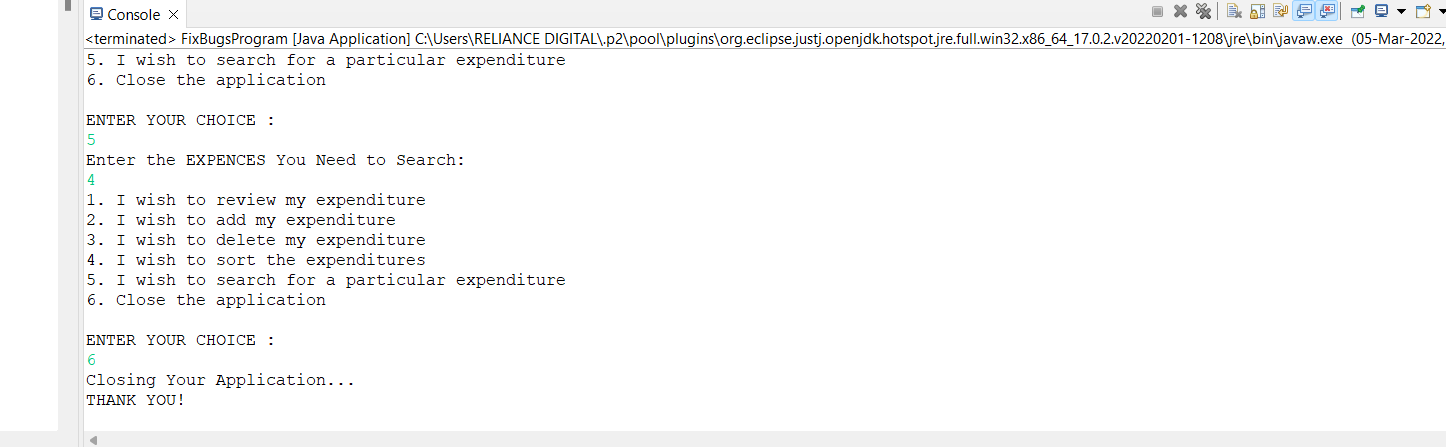 Console
<terminated> FixBugsProgram [Java Application] C:\Users\RELIANCE DIGITAL\.p2\pool\plugins\org.eclipse.justj.openjdk.hotspot.jre.full.win32.x86_64_17.0.2.v20220201-1208\jre\bin\javaw.exe (05-Mar-2022,
5. I wish to search for a particular expenditure
6. Close the application
ENTER YOUR CHOICE :
5
Enter the EXPENCES You Need to Search:
4
1. I wish to review my expenditure
2. I wish to add my expenditure
3. I wish to delete my expenditure
4. I wish to sort the expenditures
5. I wish to search for a particular expenditure
6. Close the application
ENTER YOUR CHOICE :
6
Closing Your Application...
THANK YOU!